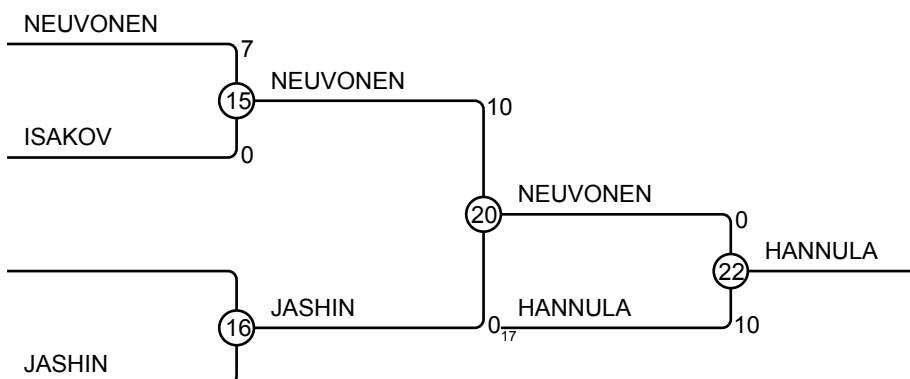 NEUVONEN
7
NEUVONEN
15
10
ISAKOV
0
NEUVONEN
20
0
HANNULA
22
JASHIN
HANNULA
16
0
17
10
JASHIN